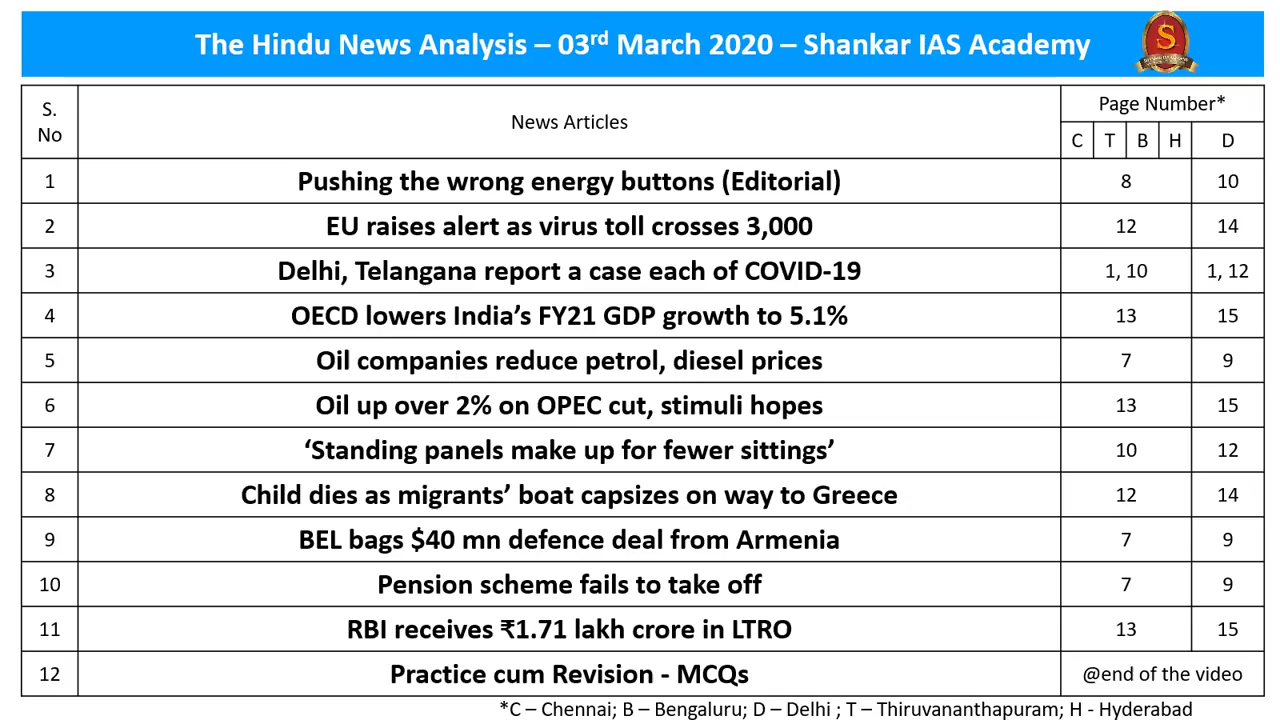 The Hindu News Analysis – 03rd March 2020 – Shankar IAS Academy
S. No News Articles Page Number*
C T B H D
1 Pushing the wrong energy buttons (Editorial) 8 10
2 EU raises alert as virus toll crosses 3,000 12 14
3 Delhi, Telangana report a case each of COVID-19 1, 10 1, 12
4 OECD lowers India’s FY21 GDP growth to 5.1% 13 15
5 Oil companies reduce petrol, diesel prices 7 9
6 Oil up over 2% on OPEC cut, stimuli hopes 13 15
7 ‘Standing panels make up for fewer sittings’ 10 12
8 Child dies as migrants’ boat capsizes on way to Greece 12 14
9 BEL bags $40 mn defence deal from Armenia 7 9
10 Pension scheme fails to take off 7 9
11 RBI receives ₹1.71 lakh crore in LTRO 13 15
12 Practice cum Revision - MCQs @end of the video
*C – Chennai; B – Bengaluru; D – Delhi ; T – Thiruvananthapuram; H - Hyderabad